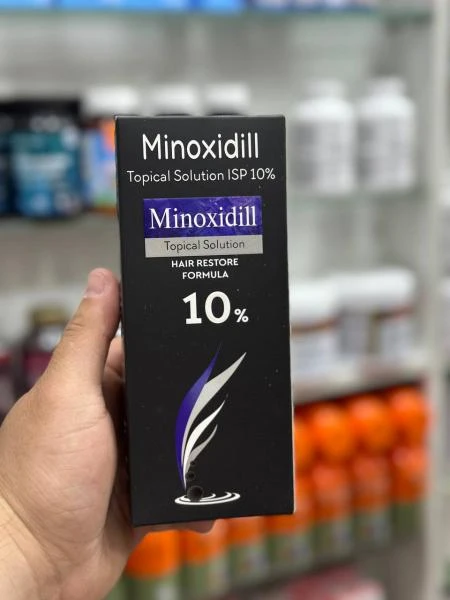 Minoxidill
Topical Solution ISP 10%
Minoxidill
Topical Solution
HAIR RESTORE
FORMULA
10%